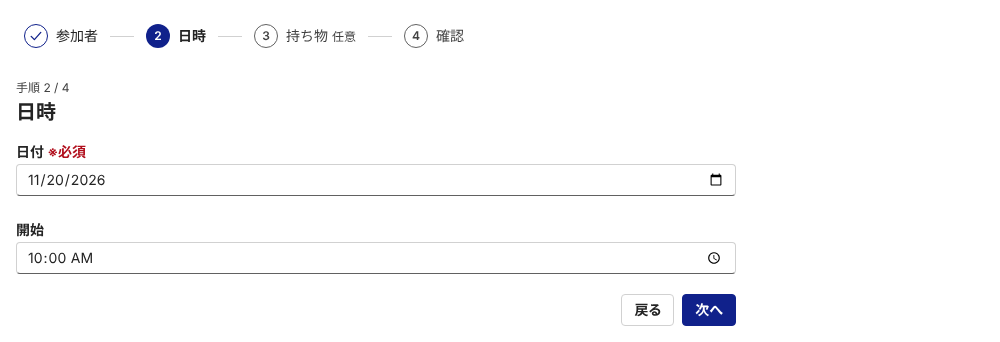 参加者 2 日時 3 持ち物 任意 4 確認
手順 2 / 4
日時
日付 ※必須
11/20/2026
開始
10:00 AM
戻る 次へ